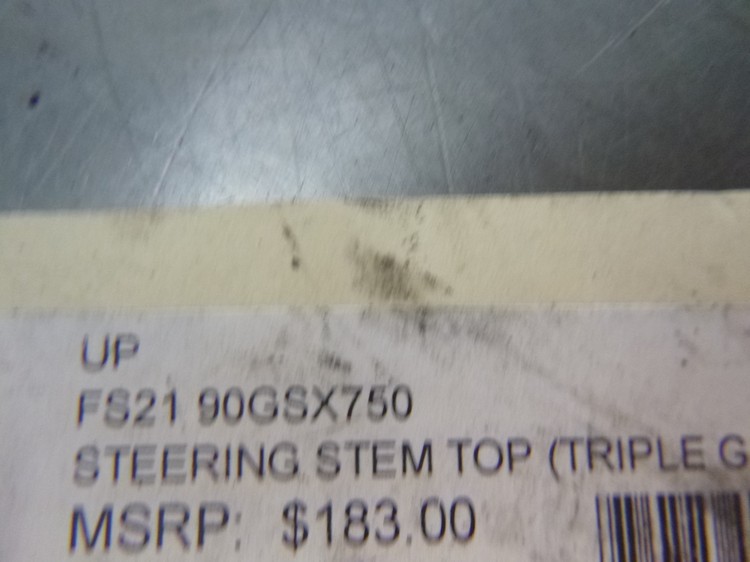 UP
FS21 90GSX750
STEERING STEM TOP (TRIPLE G
MSRP: $183.00